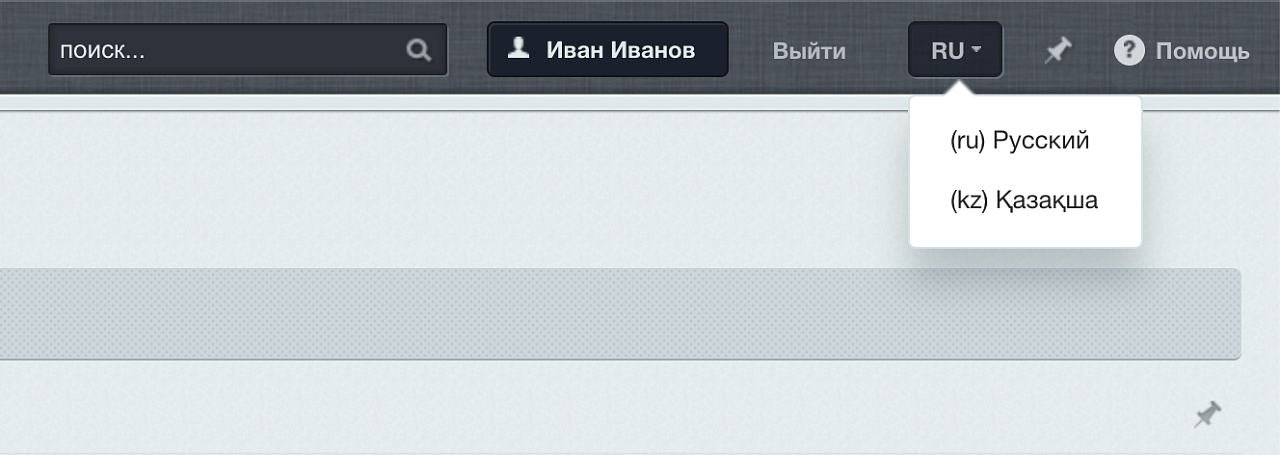 поиск...
Иван Иванов
Выйти
RU
? Помощь
(ru) Русский
(kz) Қазақша